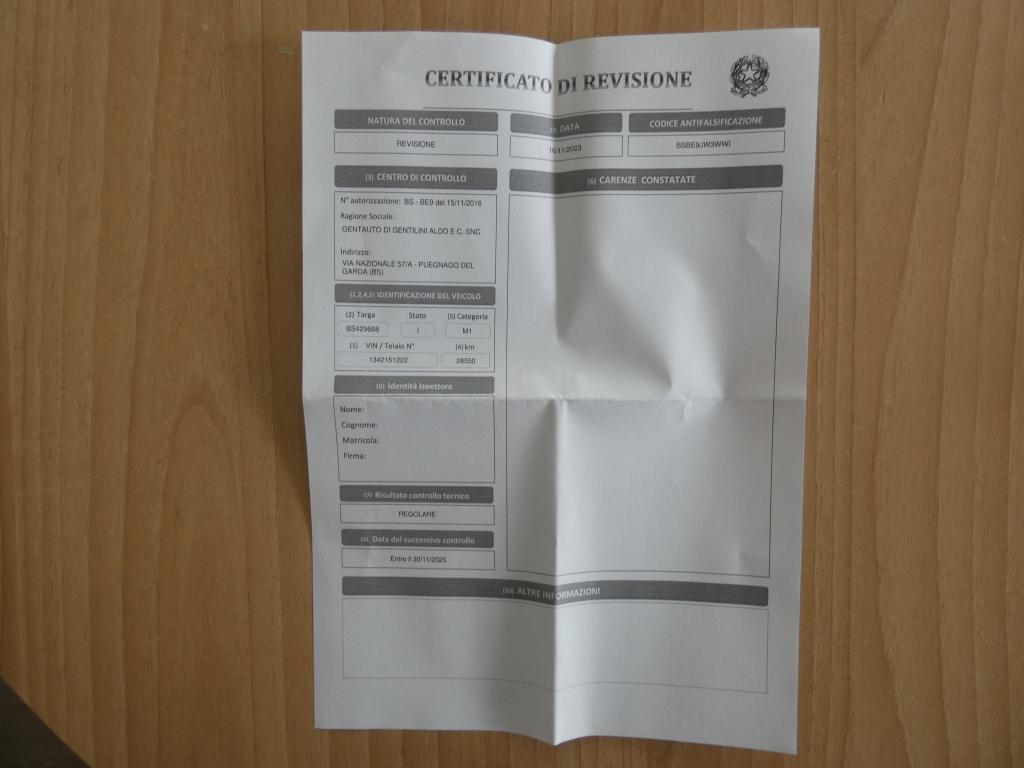 CERTIFICATO DI REVISIONE
NATURA DEL CONTROLLO
REVISIONE
DATA
16/11/2023
CODICE ANTIFALSIFICAZIONE
BSBE9JW3WWI
(3) CENTRO DI CONTROLLO
N° autorizzazione: BS - BE9 del 15/11/2016
Ragione Sociale:
GENTAUTO DI GENTILINI ALDO E C. SNC
Indirizzo:
VIA NAZIONALE 57/A - PUEGNAGO DEL
GARDA (BS)
(6) CARENZE CONSTATATE
(1,2,4,5) IDENTIFICAZIONE DEL VEICOLO
(2) Targa Stato (5) Categoria
BS429668 I M1
(1) VIN / Telaio N° (4) km
1342151222 28550
(9) Identità Ispettore
Nome:
Cognome:
Matricola:
Firma:
(7) Risultato controllo tecnico
REGOLARE
(8) Data del successivo controllo
Entro il 30/11/2025
(10) ALTRE INFORMAZIONI